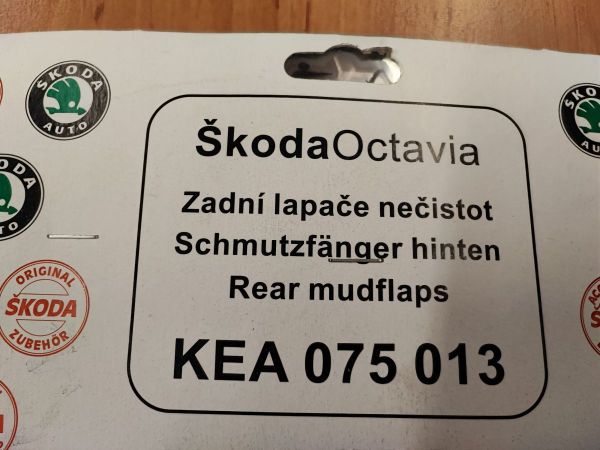 ŠKODA
AUTO
ŠkodaOctavia
Zadní lapače nečistot
Schmutzfänger hinten
Rear mudflaps
KEA 075 013
ORIGINAL
ŠKODA
ZUBEHÖR